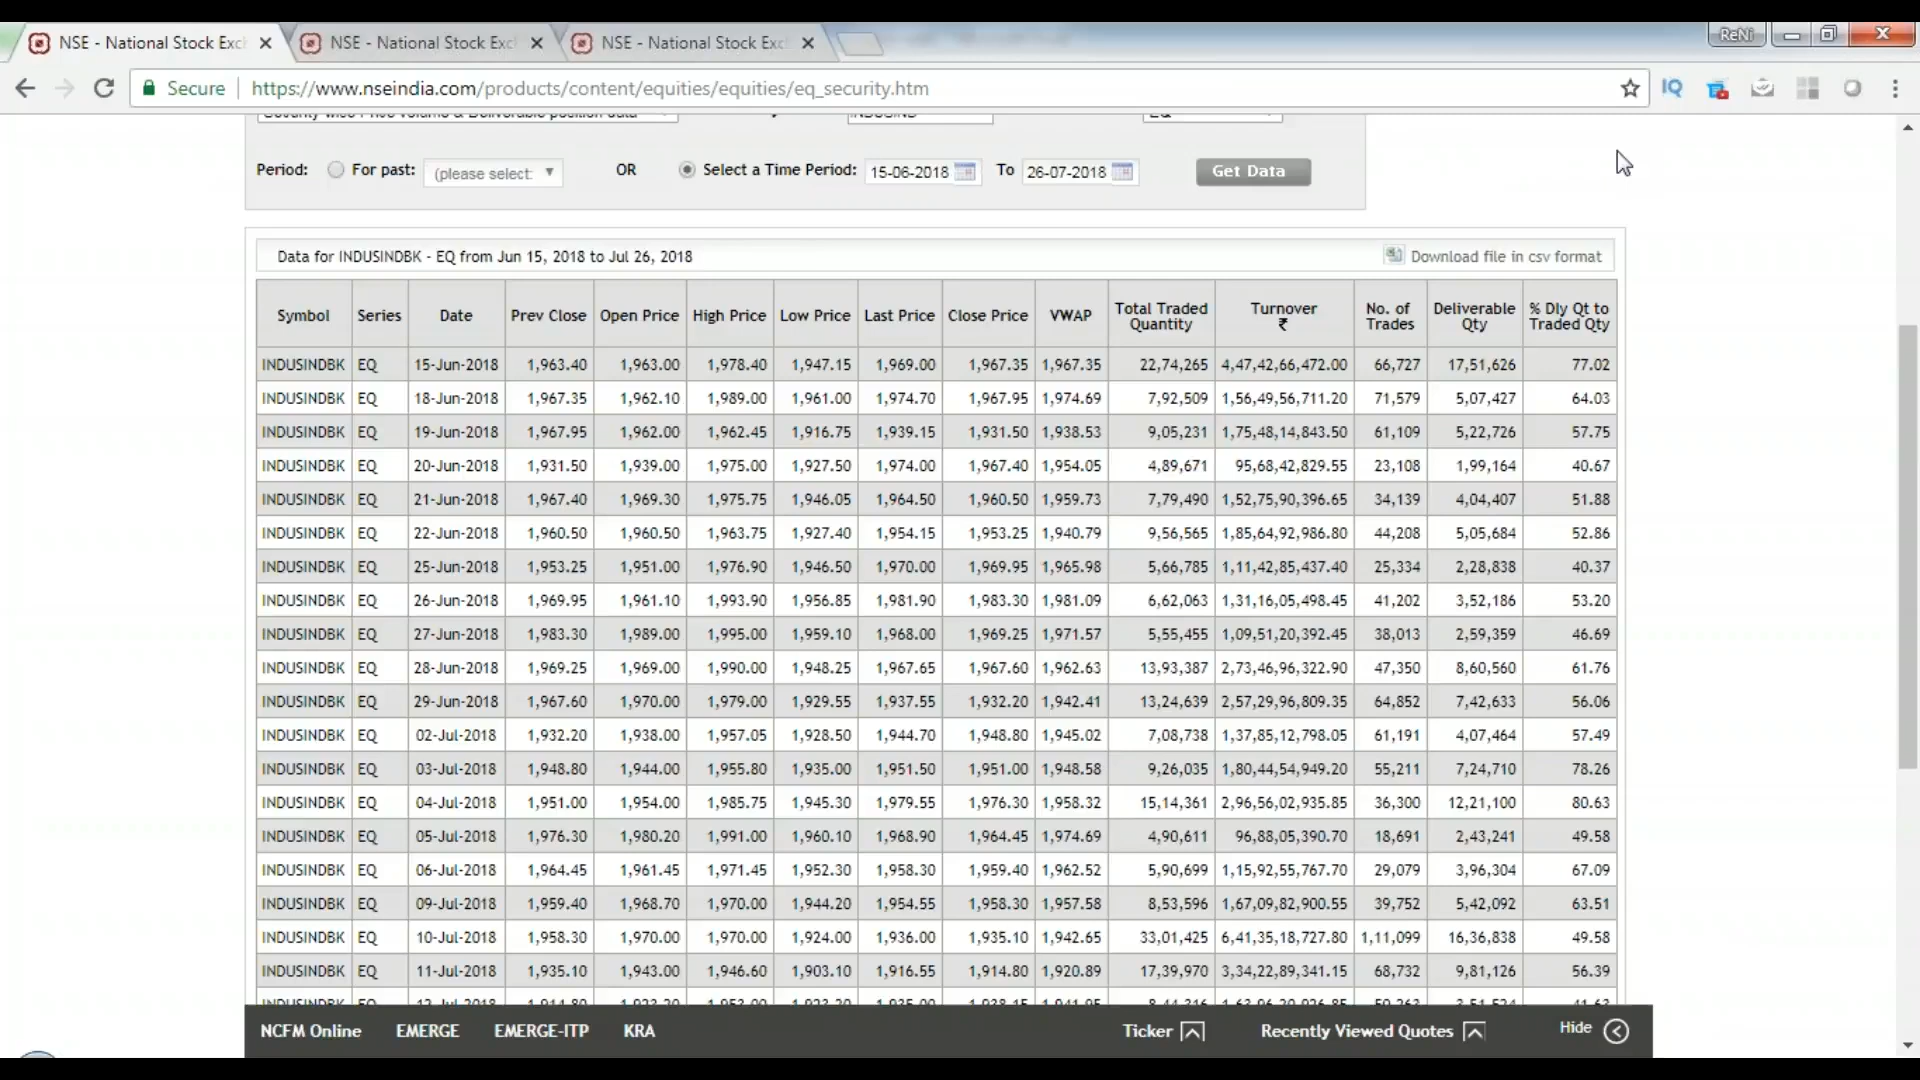 NSE - National Stock Exc NSE - National Stock Exc NSE - National Stock Exc ReNi
Secure https://www.nseindia.com/products/content/equities/equities/eq_security.htm IQ
Period: For past: (please select: OR Select a Time Period: 15-06-2018 To 26-07-2018 Get Data
Data for INDUSINDBK - EQ from Jun 15, 2018 to Jul 26, 2018 Download file in csv format
Symbol Series Date Prev Close Open Price High Price Low Price Last Price Close Price VWAP Total Traded Quantity Turnover ₹ No. of Trades Deliverable Qty % Dly Qt to Traded Qty
INDUSINDBK EQ 15-Jun-2018 1,963.40 1,963.00 1,978.40 1,947.15 1,969.00 1,967.35 1,967.35 22,74,265 4,47,42,66,472.00 66,727 17,51,626 77.02
INDUSINDBK EQ 18-Jun-2018 1,967.35 1,962.10 1,989.00 1,961.00 1,974.70 1,967.95 1,974.69 7,92,509 1,56,49,56,711.20 71,579 5,07,427 64.03
INDUSINDBK EQ 19-Jun-2018 1,967.95 1,962.00 1,962.45 1,916.75 1,939.15 1,931.50 1,938.53 9,05,231 1,75,48,14,843.50 61,109 5,22,726 57.75
INDUSINDBK EQ 20-Jun-2018 1,931.50 1,939.00 1,975.00 1,927.50 1,974.00 1,967.40 1,954.05 4,89,671 95,68,42,829.55 23,108 1,99,164 40.67
INDUSINDBK EQ 21-Jun-2018 1,967.40 1,969.30 1,975.75 1,946.05 1,964.50 1,960.50 1,959.73 7,79,490 1,52,75,90,396.65 34,139 4,04,407 51.88
INDUSINDBK EQ 22-Jun-2018 1,960.50 1,960.50 1,963.75 1,927.40 1,954.15 1,953.25 1,940.79 9,56,565 1,85,64,92,986.80 44,208 5,05,684 52.86
INDUSINDBK EQ 25-Jun-2018 1,953.25 1,951.00 1,976.90 1,946.50 1,970.00 1,969.95 1,965.98 5,66,785 1,11,42,85,437.40 25,334 2,28,838 40.37
INDUSINDBK EQ 26-Jun-2018 1,969.95 1,961.10 1,993.90 1,956.85 1,981.90 1,983.30 1,981.09 6,62,063 1,31,16,05,498.45 41,202 3,52,186 53.20
INDUSINDBK EQ 27-Jun-2018 1,983.30 1,989.00 1,995.00 1,959.10 1,968.00 1,969.25 1,971.57 5,55,455 1,09,51,20,392.45 38,013 2,59,359 46.69
INDUSINDBK EQ 28-Jun-2018 1,969.25 1,969.00 1,990.00 1,948.25 1,967.65 1,967.60 1,962.63 13,93,387 2,73,46,96,322.90 47,350 8,60,560 61.76
INDUSINDBK EQ 29-Jun-2018 1,967.60 1,970.00 1,979.00 1,929.55 1,937.55 1,932.20 1,942.41 13,24,639 2,57,29,96,809.35 64,852 7,42,633 56.06
INDUSINDBK EQ 02-Jul-2018 1,932.20 1,938.00 1,957.05 1,928.50 1,944.70 1,948.80 1,945.02 7,08,738 1,37,85,12,798.05 61,191 4,07,464 57.49
INDUSINDBK EQ 03-Jul-2018 1,948.80 1,944.00 1,955.80 1,935.00 1,951.50 1,951.00 1,948.58 9,26,035 1,80,44,54,949.20 55,211 7,24,710 78.26
INDUSINDBK EQ 04-Jul-2018 1,951.00 1,954.00 1,985.75 1,945.30 1,979.55 1,976.30 1,958.32 15,14,361 2,96,56,02,935.85 36,300 12,21,100 80.63
INDUSINDBK EQ 05-Jul-2018 1,976.30 1,980.20 1,991.00 1,960.10 1,968.90 1,964.45 1,974.69 4,90,611 96,88,05,390.70 18,691 2,43,241 49.58
INDUSINDBK EQ 06-Jul-2018 1,964.45 1,961.45 1,971.45 1,952.30 1,958.30 1,959.40 1,962.52 5,90,699 1,15,92,55,767.70 29,079 3,96,304 67.09
INDUSINDBK EQ 09-Jul-2018 1,959.40 1,968.70 1,970.00 1,944.20 1,954.55 1,958.30 1,957.58 8,53,596 1,67,09,82,900.55 39,752 5,42,092 63.51
INDUSINDBK EQ 10-Jul-2018 1,958.30 1,970.00 1,970.00 1,924.00 1,936.00 1,935.10 1,942.65 33,01,425 6,41,35,18,727.80 1,11,099 16,36,838 49.58
INDUSINDBK EQ 11-Jul-2018 1,935.10 1,943.00 1,946.60 1,903.10 1,916.55 1,914.80 1,920.89 17,39,970 3,34,22,89,341.15 68,732 9,81,126 56.39
NCFM Online EMERGE EMERGE-ITP KRA Ticker Recently Viewed Quotes Hide